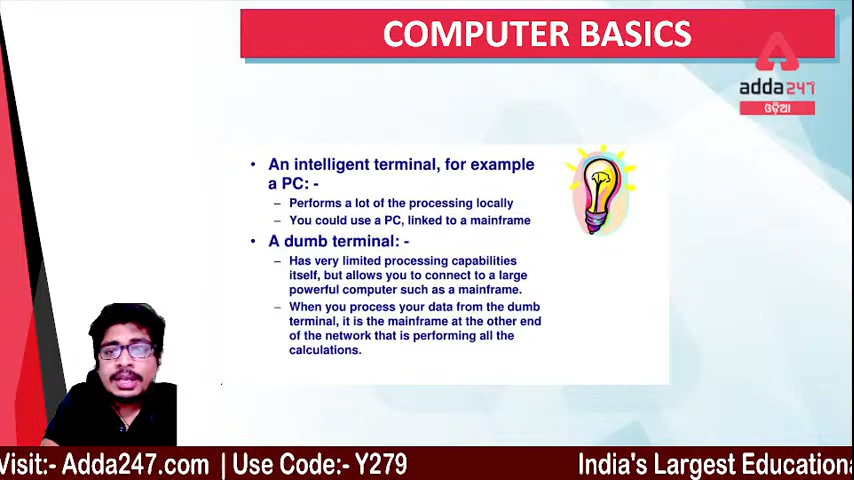 COMPUTER BASICS
adda247
ଓଡ଼ିଆ
• An intelligent terminal, for example
a PC: -
– Performs a lot of the processing locally
– You could use a PC, linked to a mainframe
• A dumb terminal: -
– Has very limited processing capabilities
itself, but allows you to connect to a large
powerful computer such as a mainframe.
– When you process your data from the dumb
terminal, it is the mainframe at the other end
of the network that is performing all the
calculations.
Visit:- Adda247.com | Use Code:- Y279 India's Largest Educationa